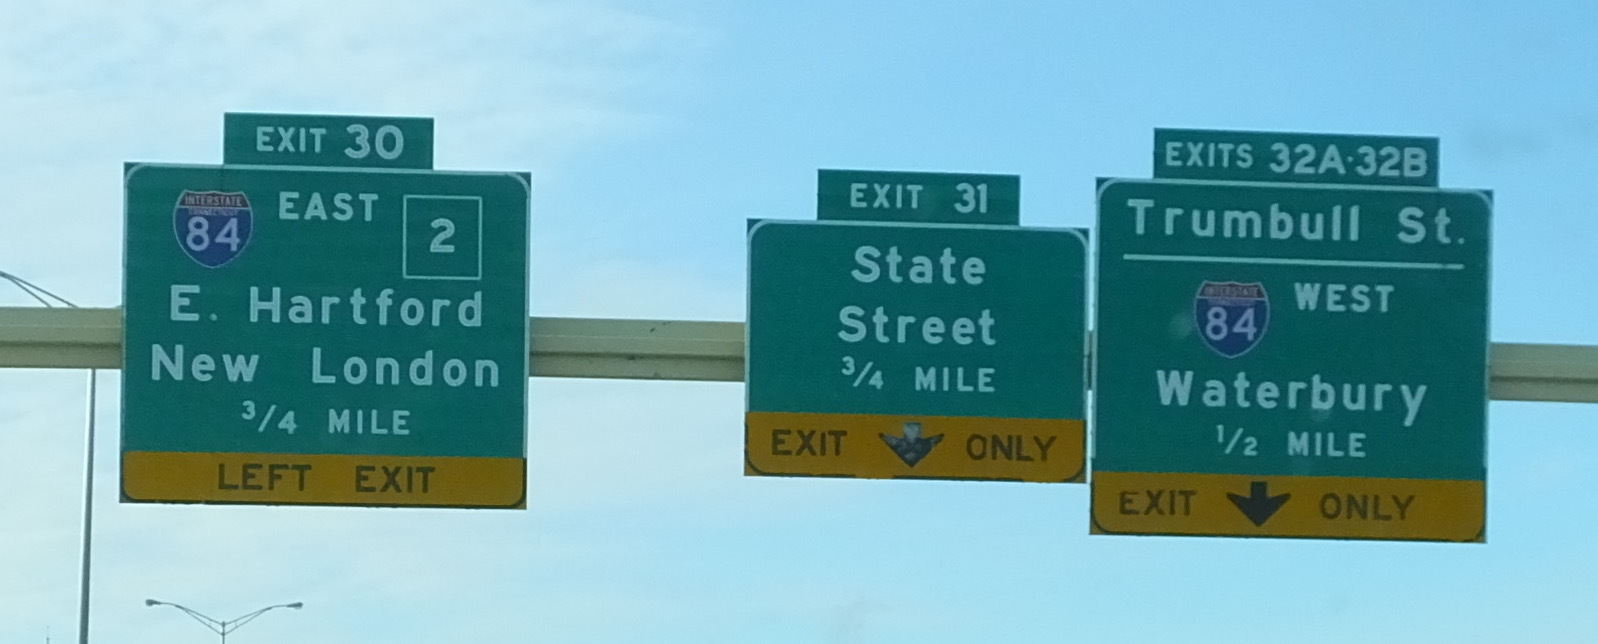 EXIT 30
INTERSTATE
CONNECTICUT
84 EAST 2
E. Hartford
New London
3/4 MILE
LEFT EXIT
EXIT 31
State
Street
3/4 MILE
EXIT ONLY
EXITS 32A·32B
Trumbull St.
INTERSTATE
84 WEST
Waterbury
1/2 MILE
EXIT ONLY